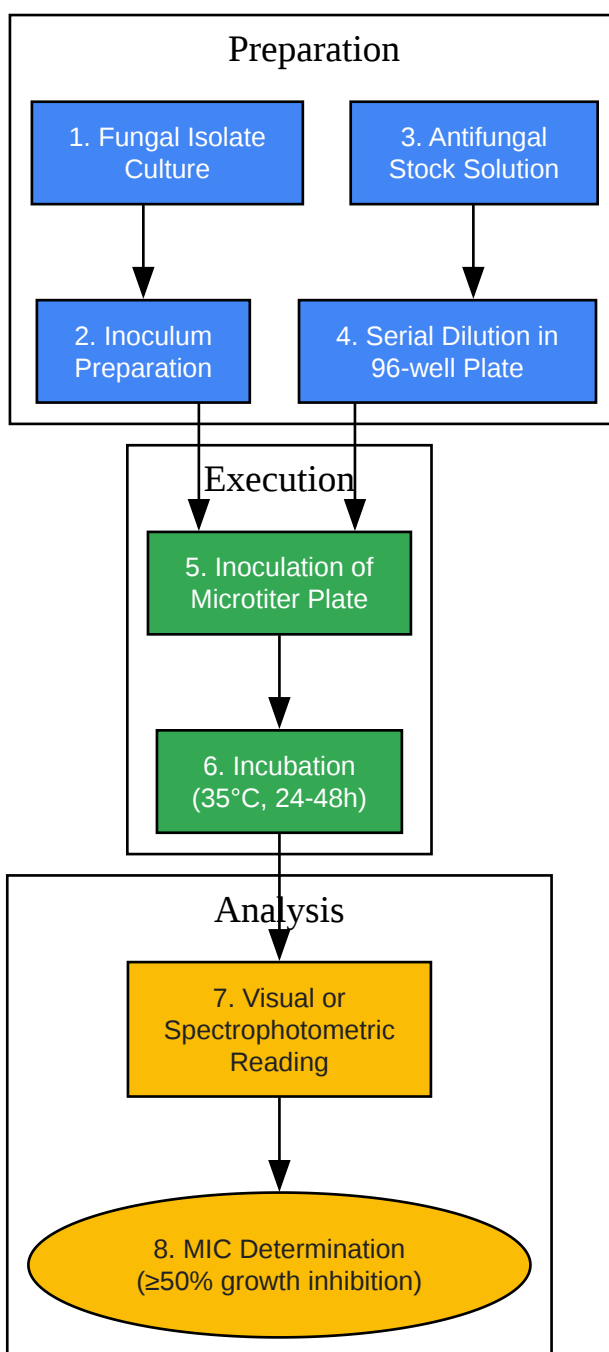 Preparation
1. Fungal Isolate
Culture
3. Antifungal
Stock Solution
2. Inoculum
Preparation
4. Serial Dilution in
96-well Plate
Execution
5. Inoculation of
Microtiter Plate
6. Incubation
(35°C, 24-48h)
Analysis
7. Visual or
Spectrophotometric
Reading
8. MIC Determination
(≥50% growth inhibition)